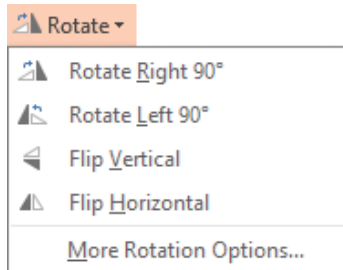 Rotate
Rotate Right 90°
Rotate Left 90°
Flip Vertical
Flip Horizontal
More Rotation Options...